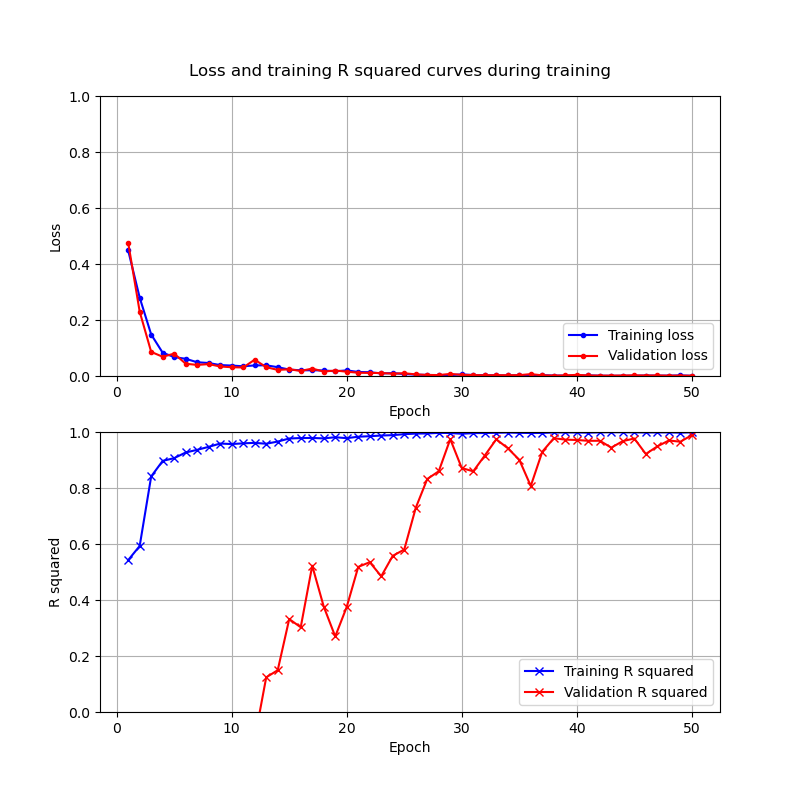 Loss and training R squared curves during training
1.0
0.8
0.6
0.4
0.2
0.0
Loss
Training loss
Validation loss
0 10 20 30 40 50
Epoch
1.0
0.8
0.6
0.4
0.2
0.0
R squared
Training R squared
Validation R squared
0 10 20 30 40 50
Epoch